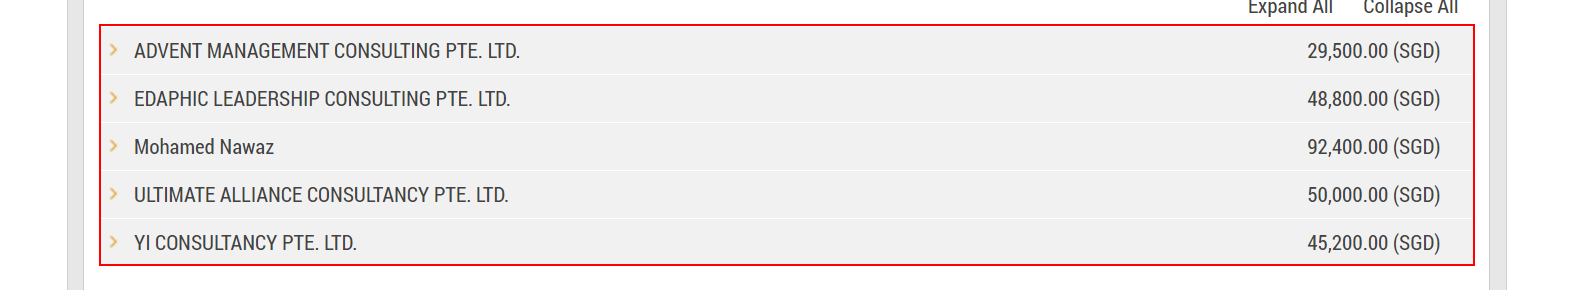 Expand All Collapse All
ADVENT MANAGEMENT CONSULTING PTE. LTD. 29,500.00 (SGD)
EDAPHIC LEADERSHIP CONSULTING PTE. LTD. 48,800.00 (SGD)
Mohamed Nawaz 92,400.00 (SGD)
ULTIMATE ALLIANCE CONSULTANCY PTE. LTD. 50,000.00 (SGD)
YI CONSULTANCY PTE. LTD. 45,200.00 (SGD)